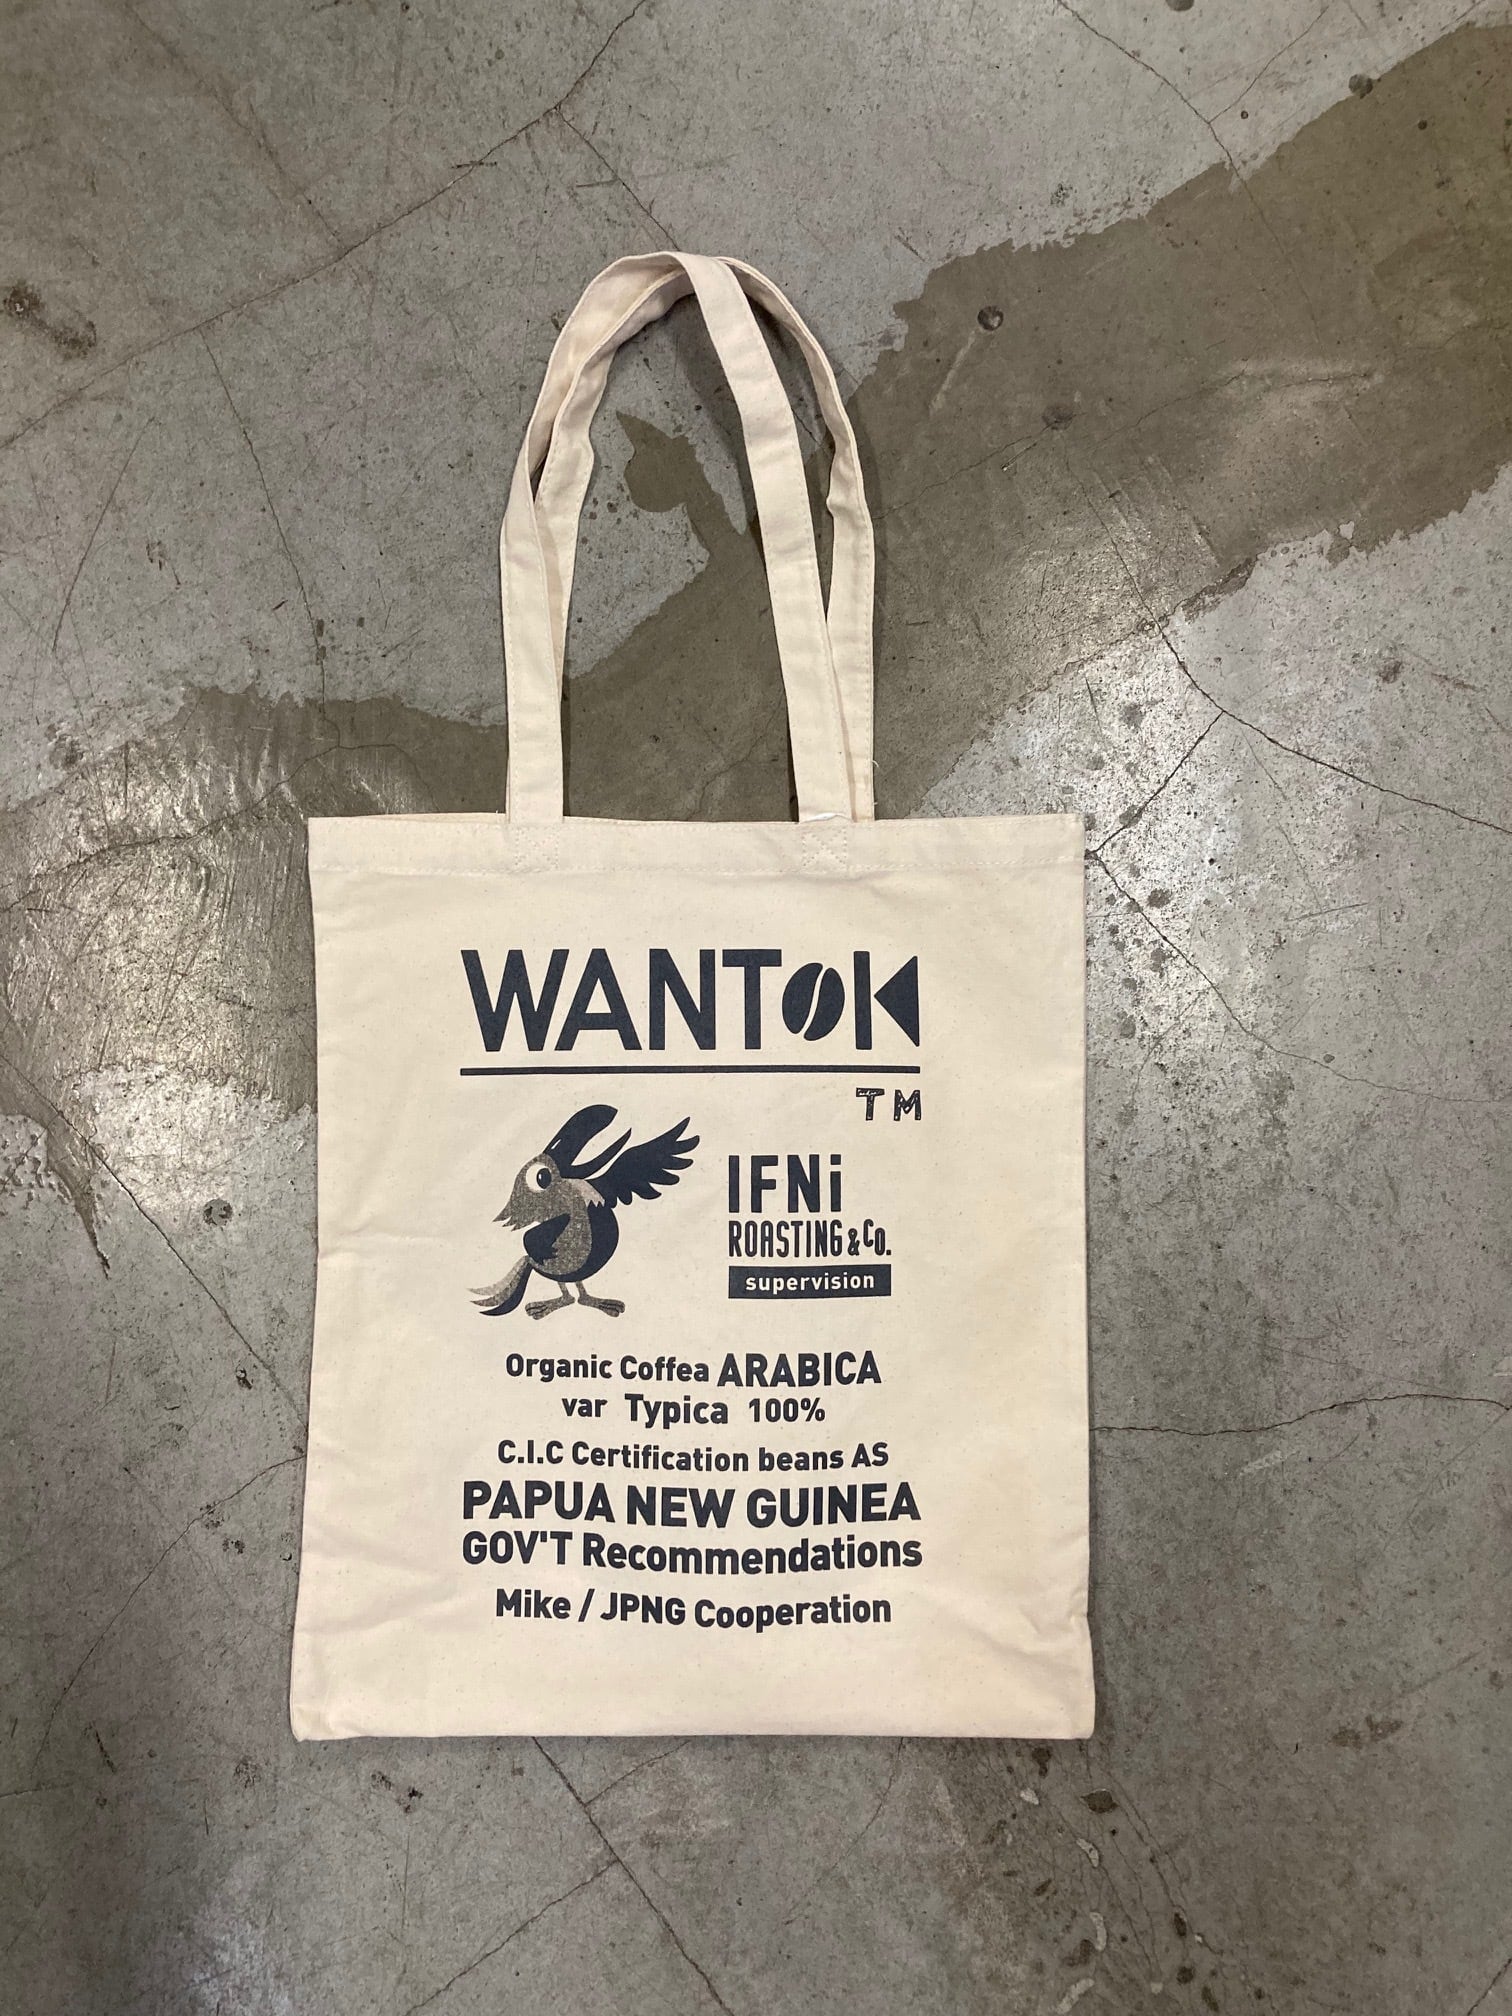 WANToK
TM
IFNi
ROASTING & Co.
supervision
Organic Coffea ARABICA
var Typica 100%
C.I.C Certification beans AS
PAPUA NEW GUINEA
GOV'T Recommendations
Mike / JPNG Cooperation